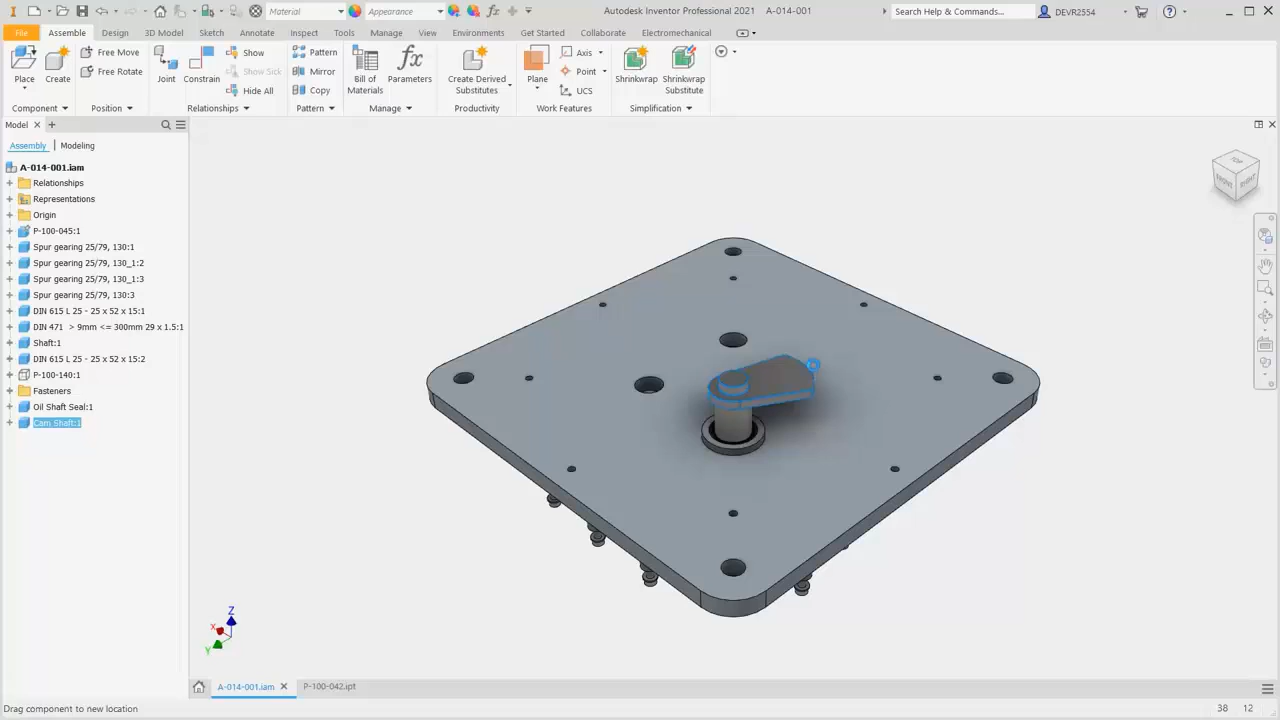 Material
Appearance
Autodesk Inventor Professional 2021
A-014-001
Search Help & Commands...
DEVR2554
File
Assemble
Design
3D Model
Sketch
Annotate
Inspect
Tools
Manage
View
Environments
Get Started
Collaborate
Electromechanical
Place
Create
Free Move
Free Rotate
Component
Position
Joint
Constrain
Show
Show Sick
Hide All
Relationships
Pattern
Mirror
Copy
Pattern
Bill of
Materials
fx
Parameters
Manage
Create Derived
Substitutes
Productivity
Plane
Axis
Point
UCS
Work Features
Shrinkwrap
Shrinkwrap
Substitute
Simplification
Model
Assembly | Modeling
A-014-001.iam
Relationships
Representations
Origin
P-100-045:1
Spur gearing 25/79, 130:1
Spur gearing 25/79, 130_1:2
Spur gearing 25/79, 130_1:3
Spur gearing 25/79, 130:3
DIN 615 L 25 - 25 x 52 x 15:1
DIN 471 > 9mm <= 300mm 29 x 1.5:1
Shaft:1
DIN 615 L 25 - 25 x 52 x 15:2
P-100-140:1
Fasteners
Oil Shaft Seal:1
Cam Shaft:1
TOP
FRONT
RIGHT
Z
X
Y
A-014-001.iam
P-100-042.ipt
Drag component to new location
38
12